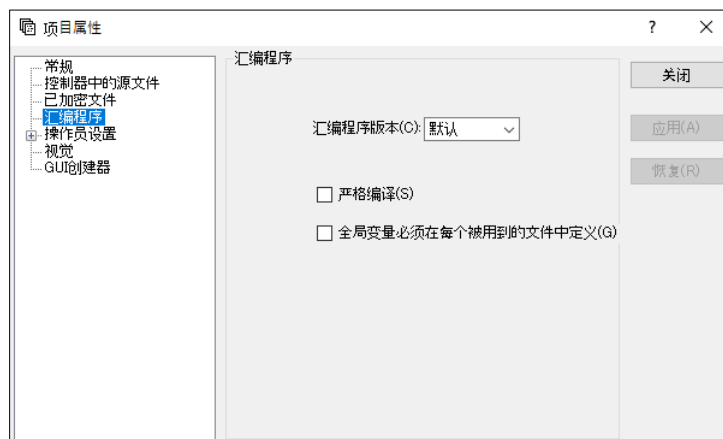 项目属性
常规
控制器中的源文件
已加密文件
汇编程序
操作员设置
视觉
GUI创建器
汇编程序
汇编程序版本(C): 默认
严格编译(S)
全局变量必须在每个被用到的文件中定义(G)
关闭
应用(A)
恢复(R)